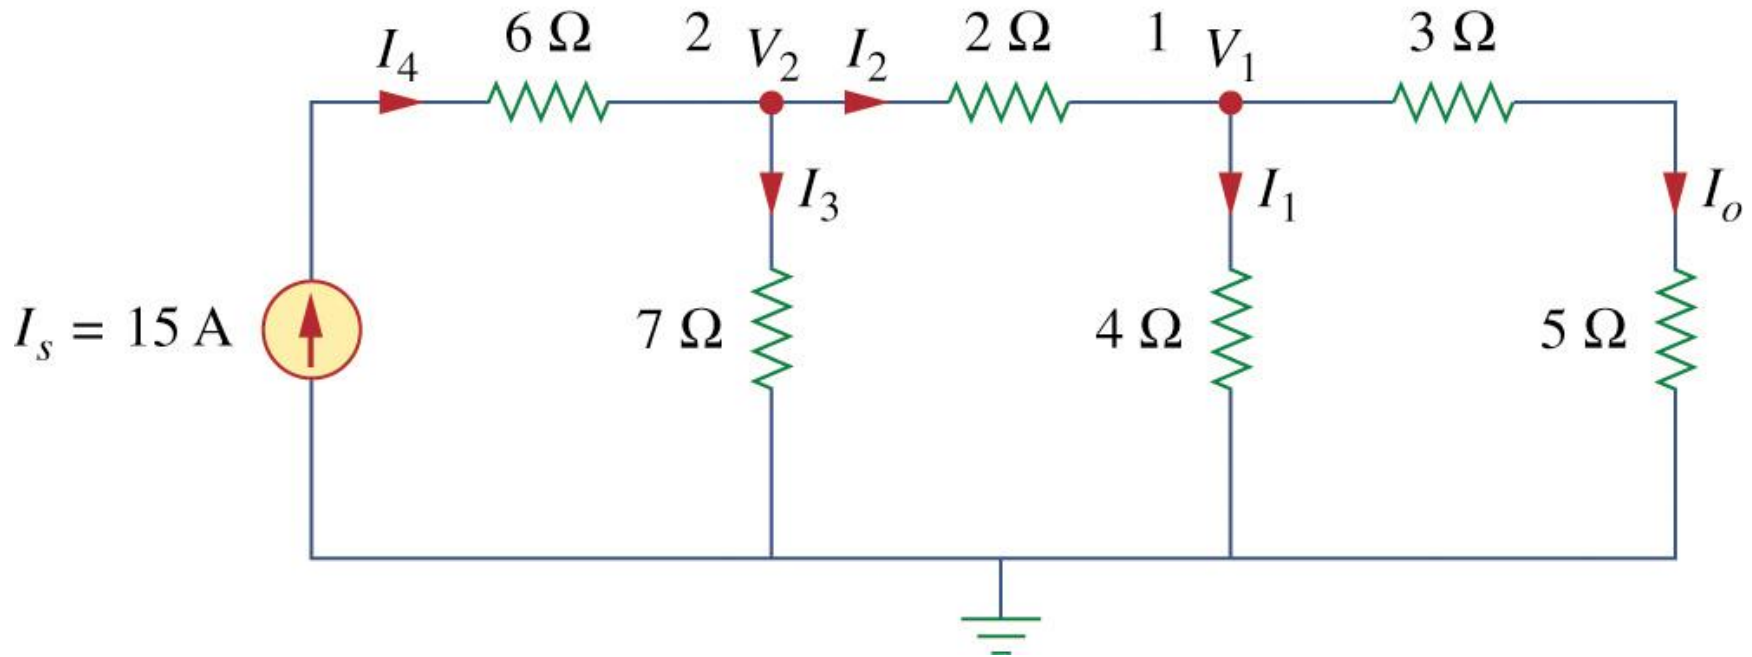 I₄ 6 Ω 2 V₂ I₂ 2 Ω 1 V₁ 3 Ω
I₃ I₁ Iₒ
Iₛ = 15 A 7 Ω 4 Ω 5 Ω